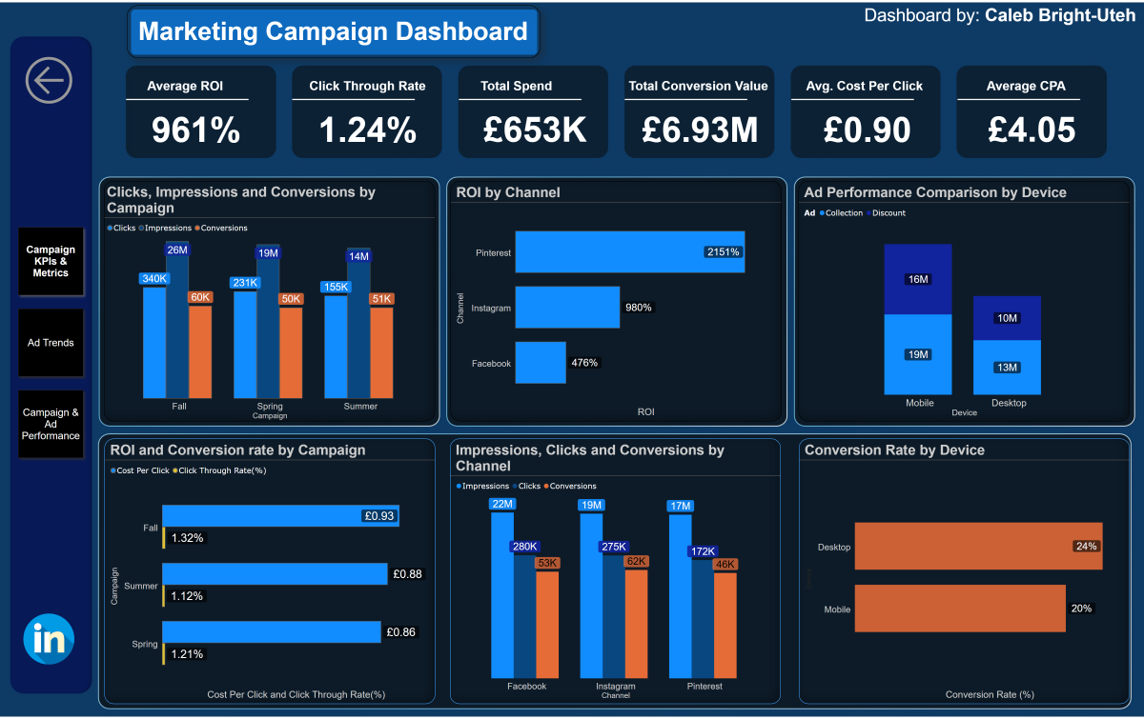 Dashboard by: Caleb Bright-Uteh
Marketing Campaign Dashboard
Average ROI
961%
Click Through Rate
1.24%
Total Spend
£653K
Total Conversion Value
£6.93M
Avg. Cost Per Click
£0.90
Average CPA
£4.05
Campaign
KPIs &
Metrics
Ad Trends
Campaign &
Ad
Performance
in
Clicks, Impressions and Conversions by
Campaign
Clicks Impressions Conversions
340K 26M 60K
231K 19M 50K
155K 14M 51K
Fall Spring Summer
Campaign
ROI by Channel
Channel
Pinterest 2151%
Instagram 980%
Facebook 476%
ROI
Ad Performance Comparison by Device
Ad Collection Discount
16M
19M
10M
13M
Mobile Desktop
Device
ROI and Conversion rate by Campaign
Cost Per Click Click Through Rate(%)
Campaign
Fall £0.93
1.32%
Summer £0.88
1.12%
Spring £0.86
1.21%
Cost Per Click and Click Through Rate(%)
Impressions, Clicks and Conversions by
Channel
Impressions Clicks Conversions
22M 280K 53K
19M 275K 62K
17M 172K 46K
Facebook Instagram Pinterest
Channel
Conversion Rate by Device
Desktop 24%
Mobile 20%
Conversion Rate (%)